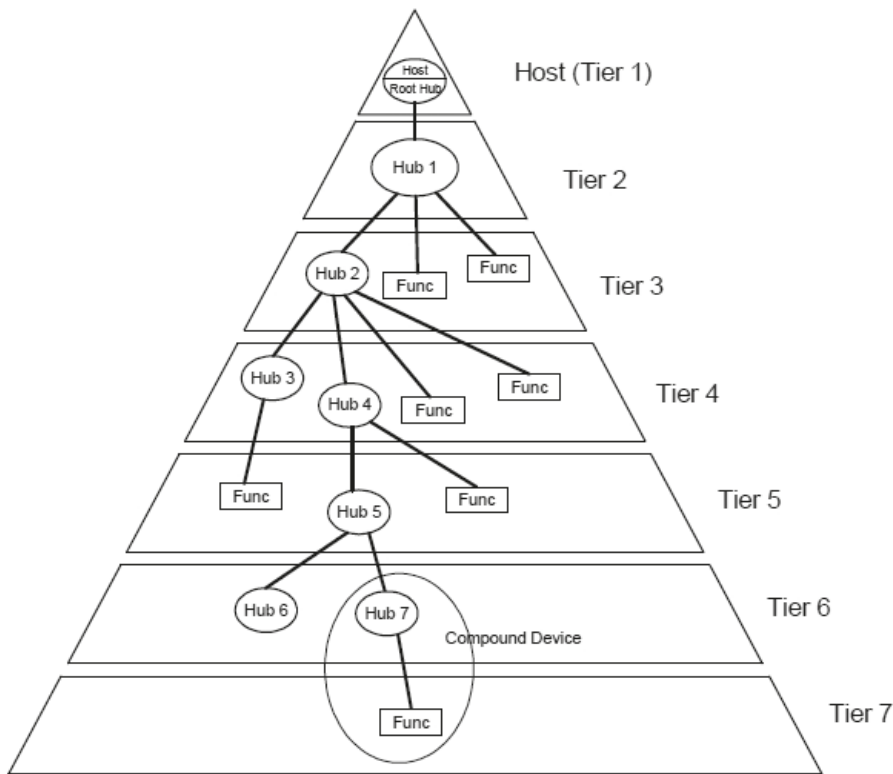 Host
Root Hub
Host (Tier 1)
Hub 1
Tier 2
Hub 2
Func
Func
Tier 3
Hub 3
Hub 4
Func
Func
Tier 4
Func
Hub 5
Func
Tier 5
Hub 6
Hub 7
Compound Device
Tier 6
Func
Tier 7